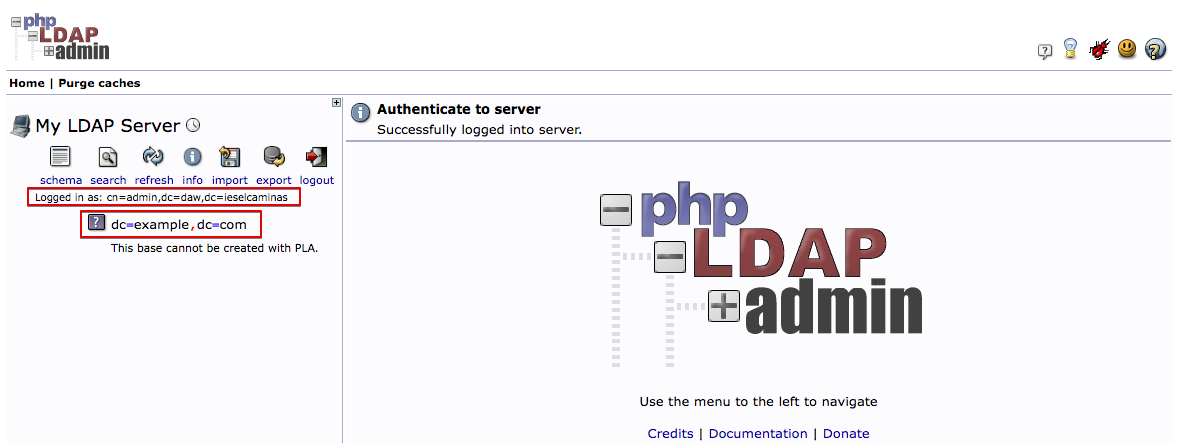 php
LDAP
admin
Home | Purge caches
My LDAP Server
schema search refresh info import export logout
Logged in as: cn=admin,dc=daw,dc=ieselcaminas
dc=example,dc=com
This base cannot be created with PLA.
Authenticate to server
Successfully logged into server.
php
LDAP
admin
Use the menu to the left to navigate
Credits | Documentation | Donate